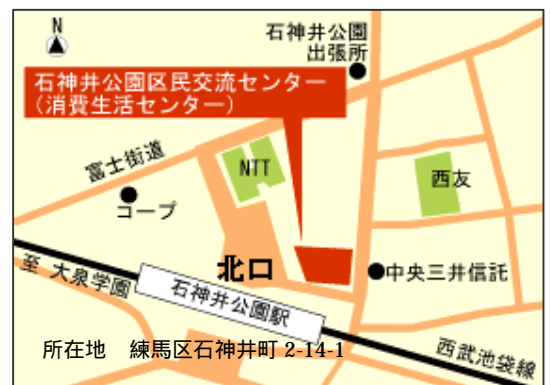 N
石神井公園
出張所
石神井公園区民交流センター
(消費生活センター)
富士街道
NTT
西友
コープ
北口
中央三井信託
至 大泉学園
石神井公園駅
所在地 練馬区石神井町 2-14-1
西武池袋線